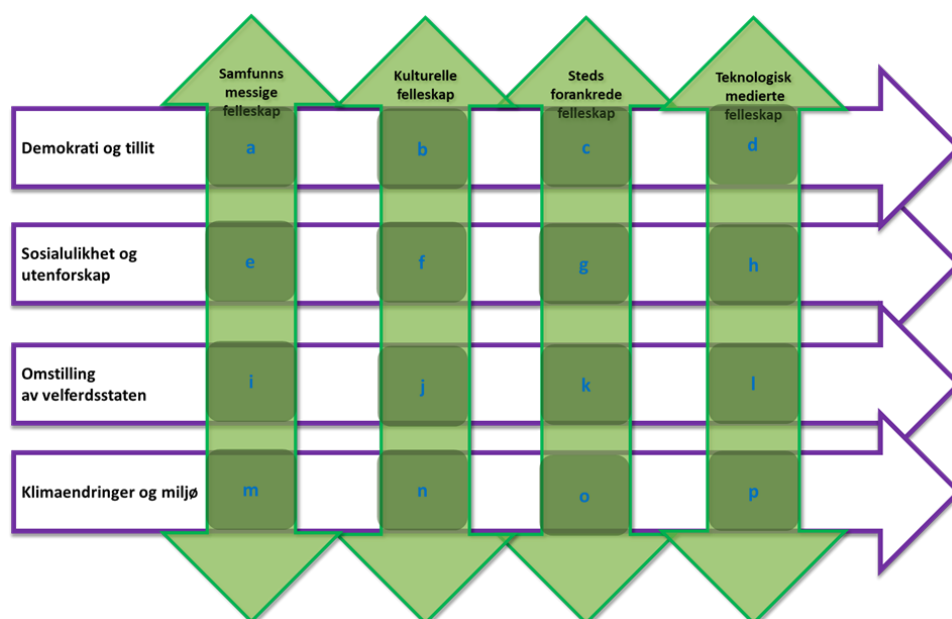 Samfunns
messige
felleskap
Kulturelle
felleskap
Steds
forankrede
felleskap
Teknologisk
medierte
felleskap
Demokrati og tillit
a
b
c
d
Sosialulikhet og
utenforskap
e
f
g
h
Omstilling
av velferdsstaten
i
j
k
l
Klimaendringer og miljø
m
n
o
p